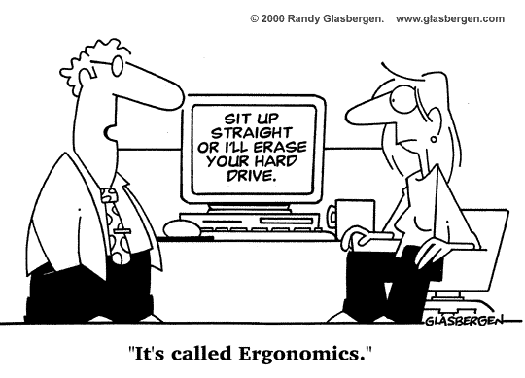 © 2000 Randy Glasbergen. www.glasbergen.com
SIT UP
STRAIGHT
OR I'LL ERASE
YOUR HARD
DRIVE.
GLASBERGEN
"It's called Ergonomics."